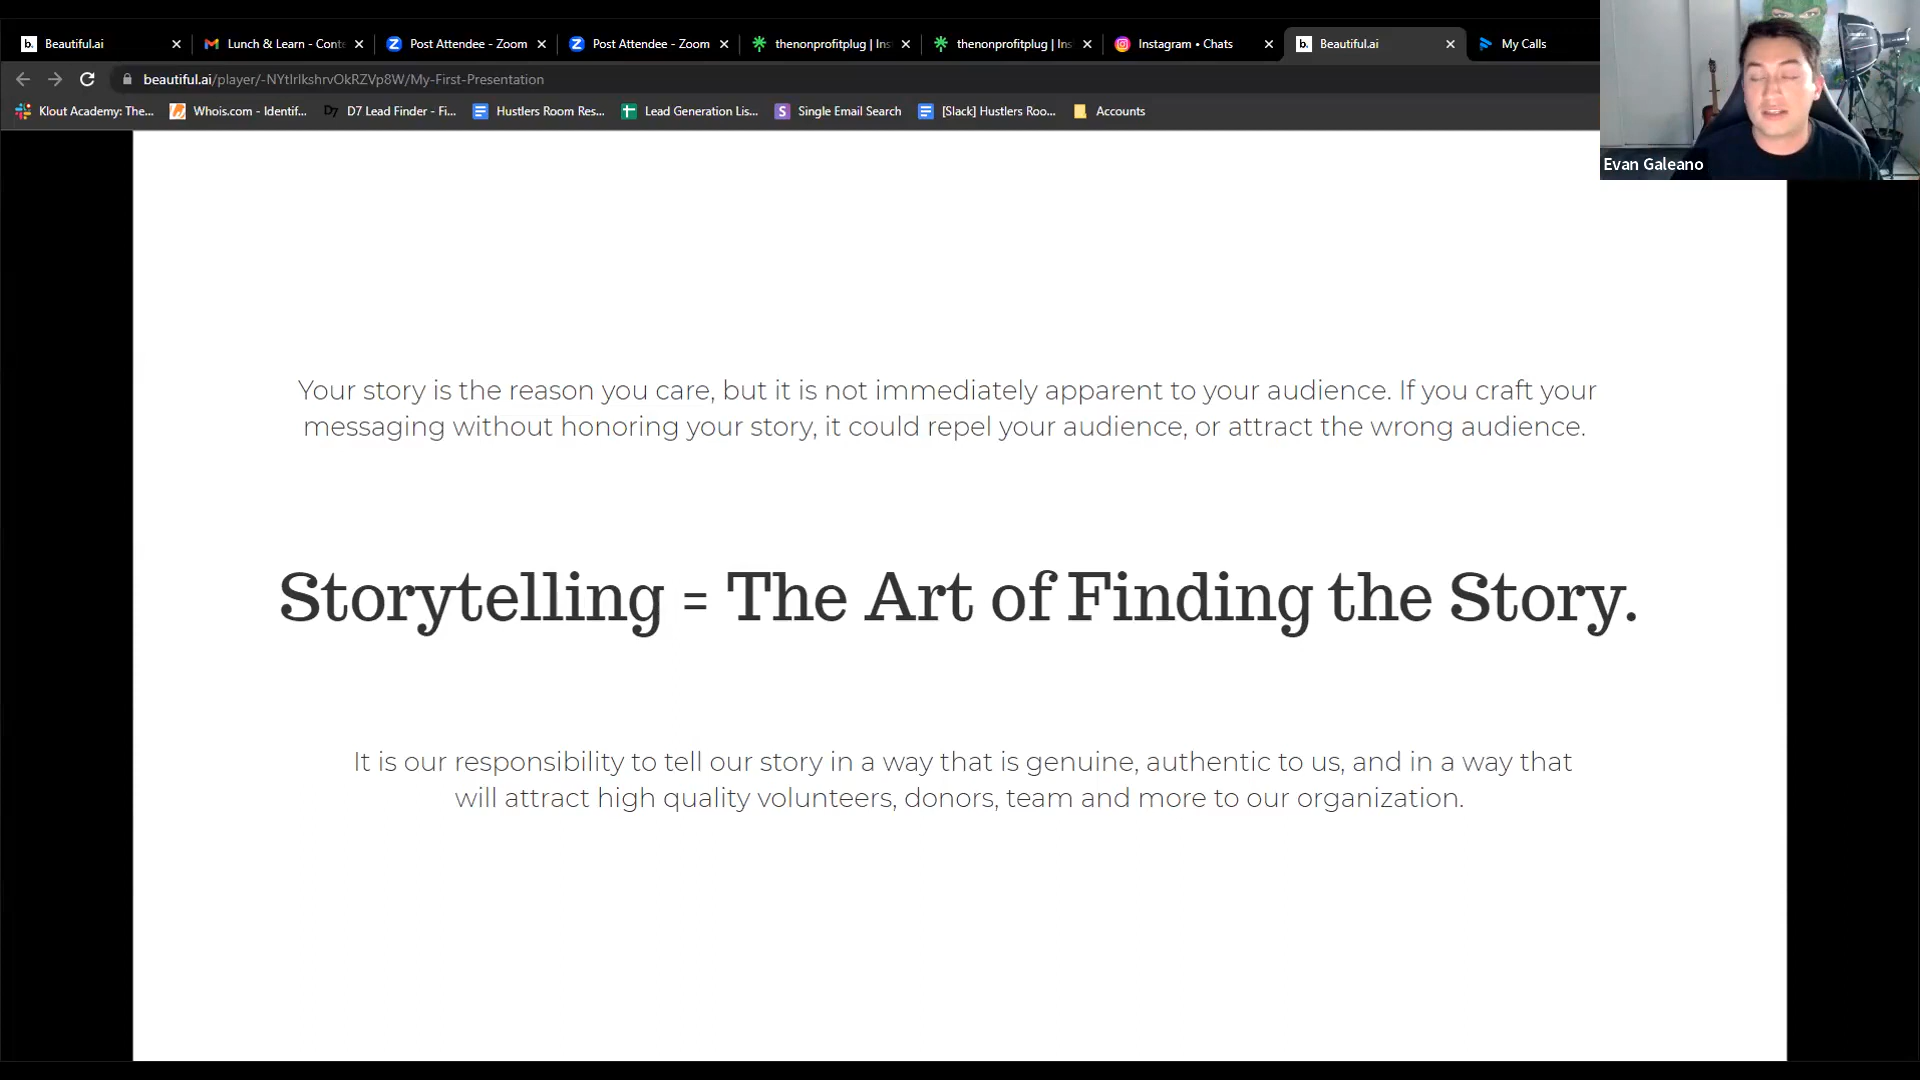 Beautiful.ai
Lunch & Learn - Conte
Post Attendee - Zoom
Post Attendee - Zoom
thenonprofitplug | Ins
thenonprofitplug | Ins
Instagram • Chats
Beautiful.ai
My Calls
beautiful.ai/player/-NYtlrlkshrvOkRZVp8W/My-First-Presentation
Klout Academy: The...
Whois.com - Identif...
D7 Lead Finder - Fi...
Hustlers Room Res...
Lead Generation Lis...
Single Email Search
[Slack] Hustlers Roo...
Accounts
Evan Galeano
Your story is the reason you care, but it is not immediately apparent to your audience. If you craft your
messaging without honoring your story, it could repel your audience, or attract the wrong audience.
Storytelling = The Art of Finding the Story.
It is our responsibility to tell our story in a way that is genuine, authentic to us, and in a way that
will attract high quality volunteers, donors, team and more to our organization.